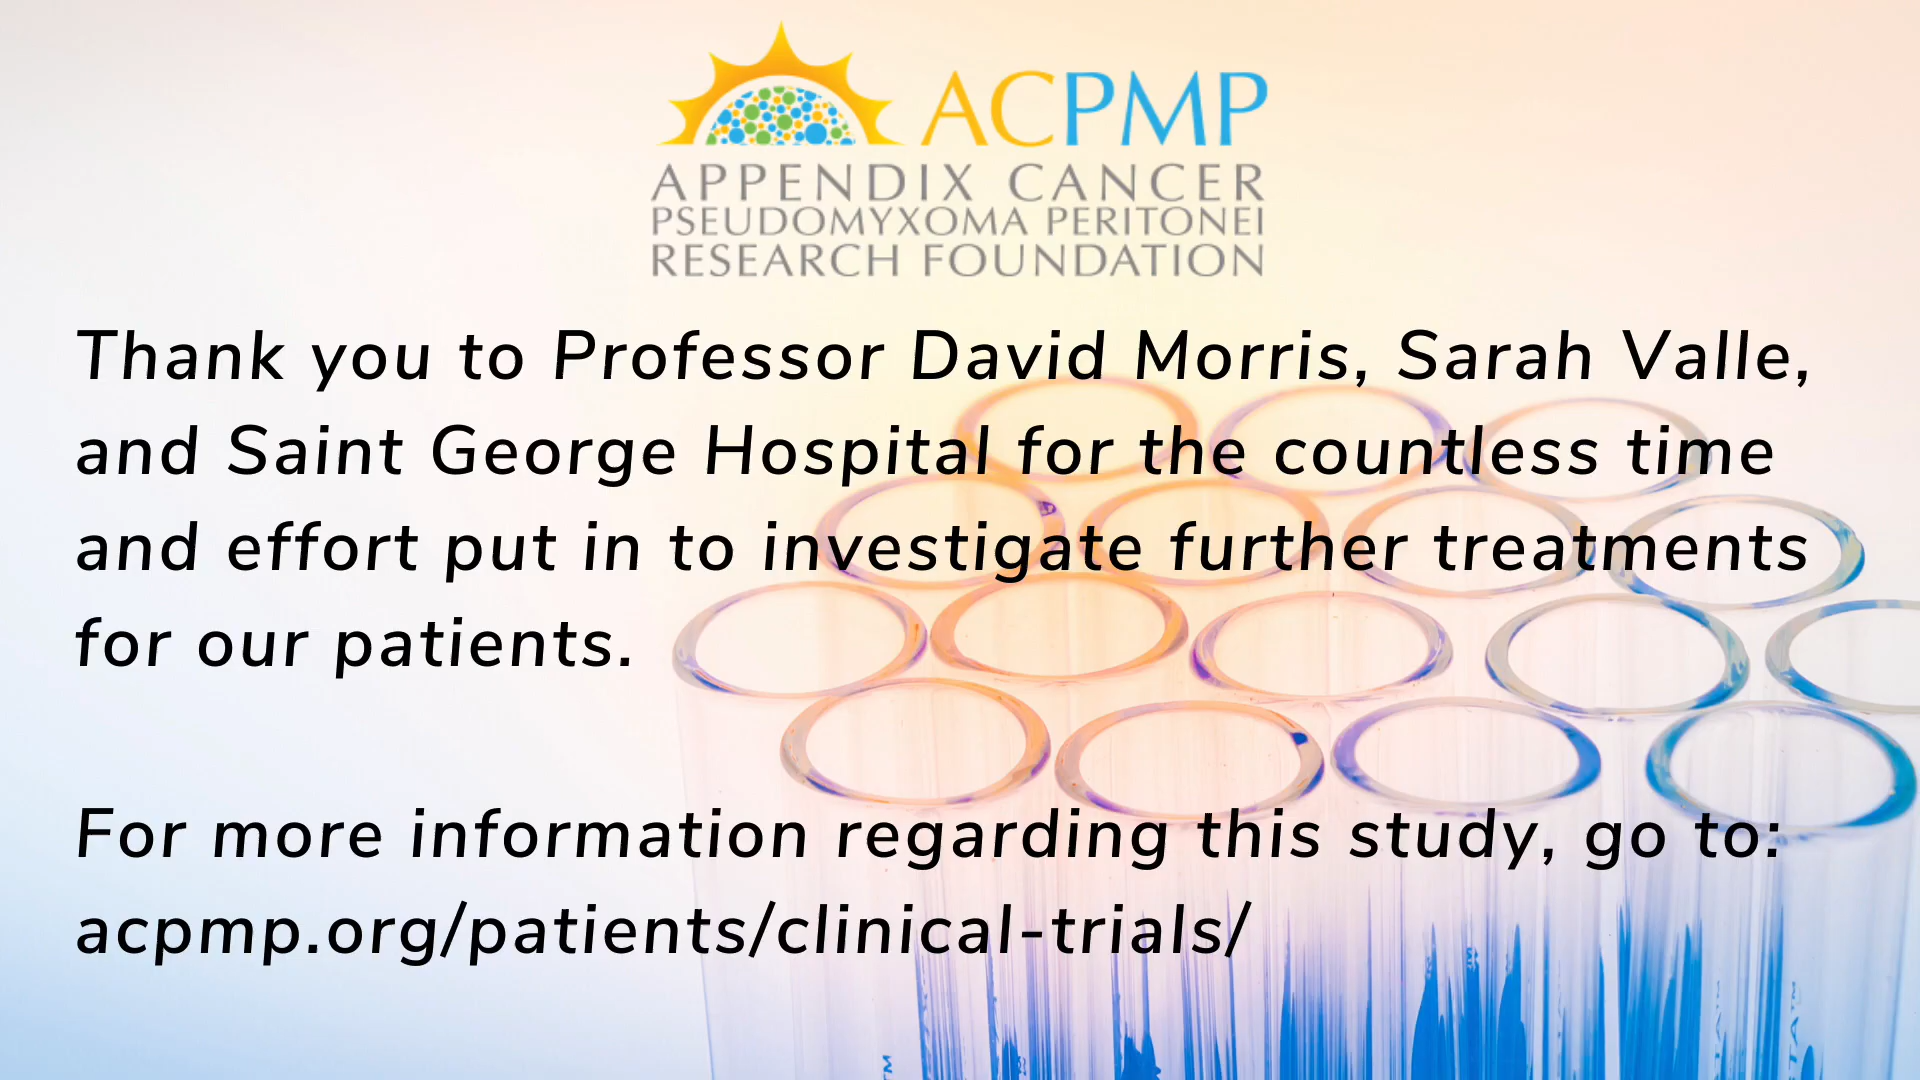 ACPMP
APPENDIX CANCER
PSEUDOMYXOMA PERITONEI
RESEARCH FOUNDATION
Thank you to Professor David Morris, Sarah Valle,
and Saint George Hospital for the countless time
and effort put in to investigate further treatments
for our patients.
For more information regarding this study, go to:
acpmp.org/patients/clinical-trials/